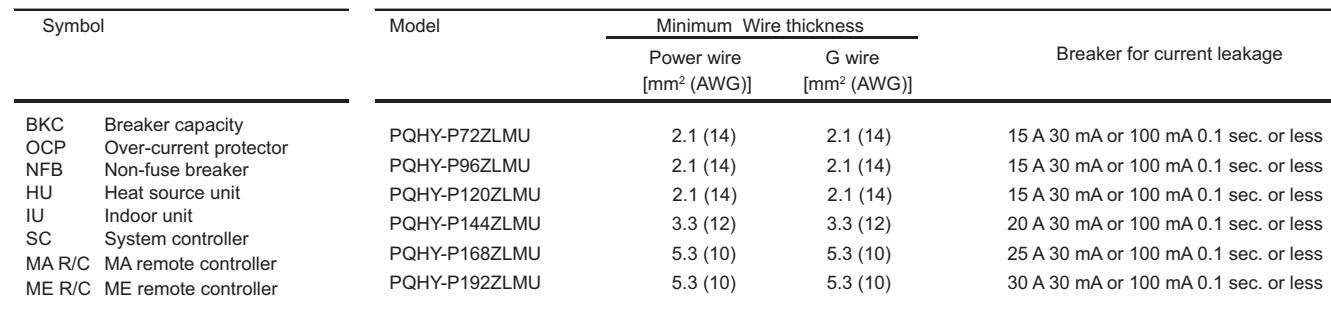 Symbol
BKC Breaker capacity
OCP Over-current protector
NFB Non-fuse breaker
HU Heat source unit
IU Indoor unit
SC System controller
MA R/C MA remote controller
ME R/C ME remote controller
Model Minimum Wire thickness Breaker for current leakage
Power wire G wire
[mm² (AWG)] [mm² (AWG)]
PQHY-P72ZLMU 2.1 (14) 2.1 (14) 15 A 30 mA or 100 mA 0.1 sec. or less
PQHY-P96ZLMU 2.1 (14) 2.1 (14) 15 A 30 mA or 100 mA 0.1 sec. or less
PQHY-P120ZLMU 2.1 (14) 2.1 (14) 15 A 30 mA or 100 mA 0.1 sec. or less
PQHY-P144ZLMU 3.3 (12) 3.3 (12) 20 A 30 mA or 100 mA 0.1 sec. or less
PQHY-P168ZLMU 5.3 (10) 5.3 (10) 25 A 30 mA or 100 mA 0.1 sec. or less
PQHY-P192ZLMU 5.3 (10) 5.3 (10) 30 A 30 mA or 100 mA 0.1 sec. or less